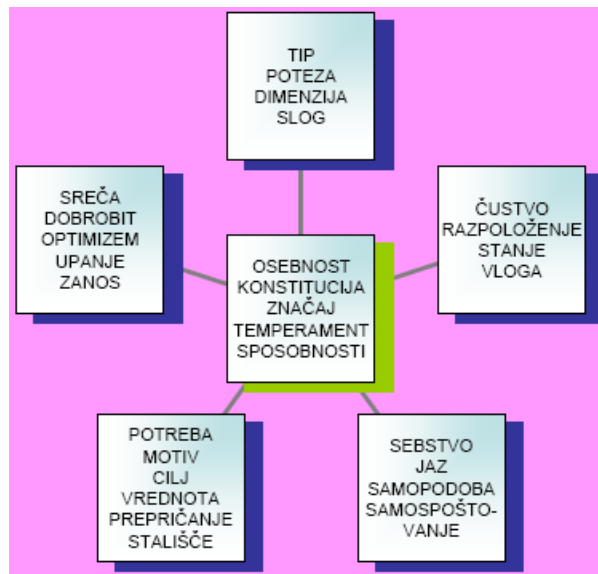 TIP
POTEZA
DIMENZIJA
SLOG
SREČA
DOBROBIT
OPTIMIZEM
UPANJE
ZANOS
ČUSTVO
RAZPOLOŽENJE
STANJE
VLOGA
OSEBNOST
KONSTITUCIJA
ZNAČAJ
TEMPERAMENT
SPOSOBNOSTI
POTREBA
MOTIV
CILJ
VREDNOTA
PREPRIČANJE
STALIŠČE
SEBSTVO
JAZ
SAMOPODOBA
SAMOSPOŠTO-
VANJE